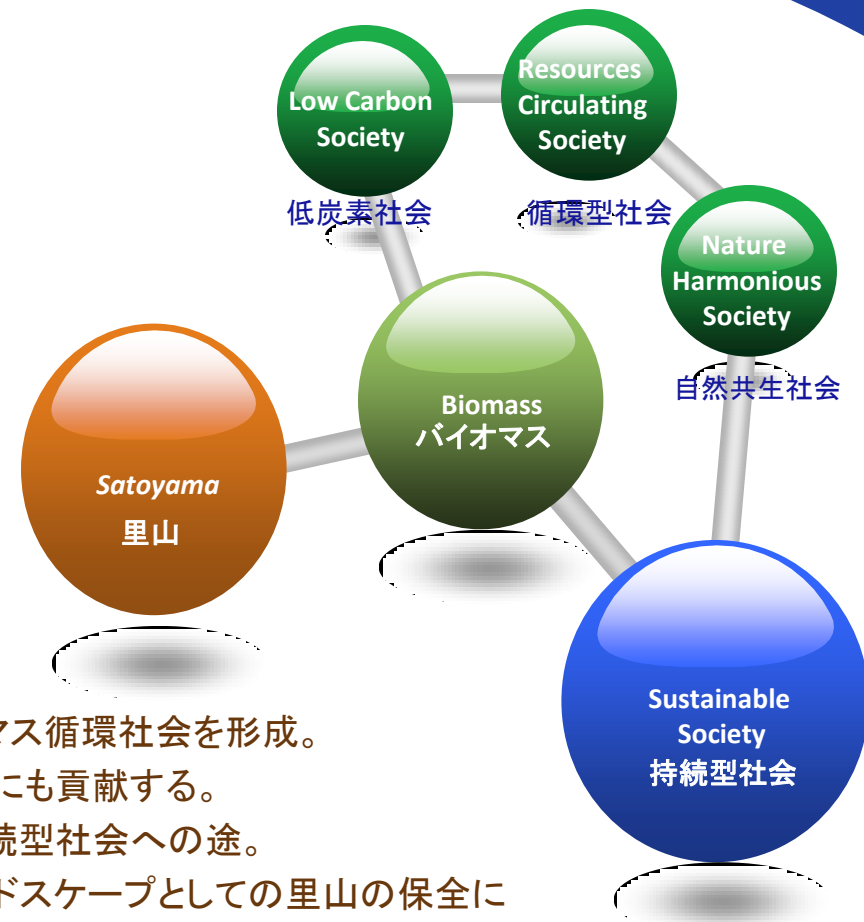 Low Carbon
Society
低炭素社会
Resources
Circulating
Society
循環型社会
Nature
Harmonious
Society
自然共生社会
Biomass
バイオマス
Satoyama
里山
Sustainable
Society
持続型社会
マス循環社会を形成。
にも貢献する。
続型社会への途。
ドスケープとしての里山の保全に